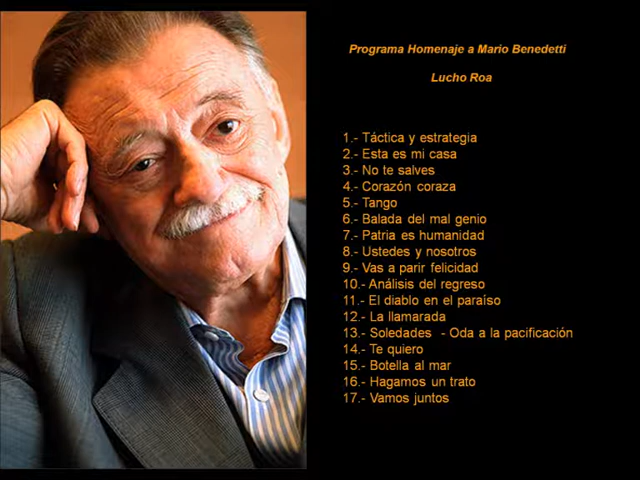 Programa Homenaje a Mario Benedetti
Lucho Roa
1.- Táctica y estrategia
2.- Esta es mi casa
3.- No te salves
4.- Corazón coraza
5.- Tango
6.- Balada del mal genio
7.- Patria es humanidad
8.- Ustedes y nosotros
9.- Vas a parir felicidad
10.- Análisis del regreso
11.- El diablo en el paraíso
12.- La llamarada
13.- Soledades - Oda a la pacificación
14.- Te quiero
15.- Botella al mar
16.- Hagamos un trato
17.- Vamos juntos